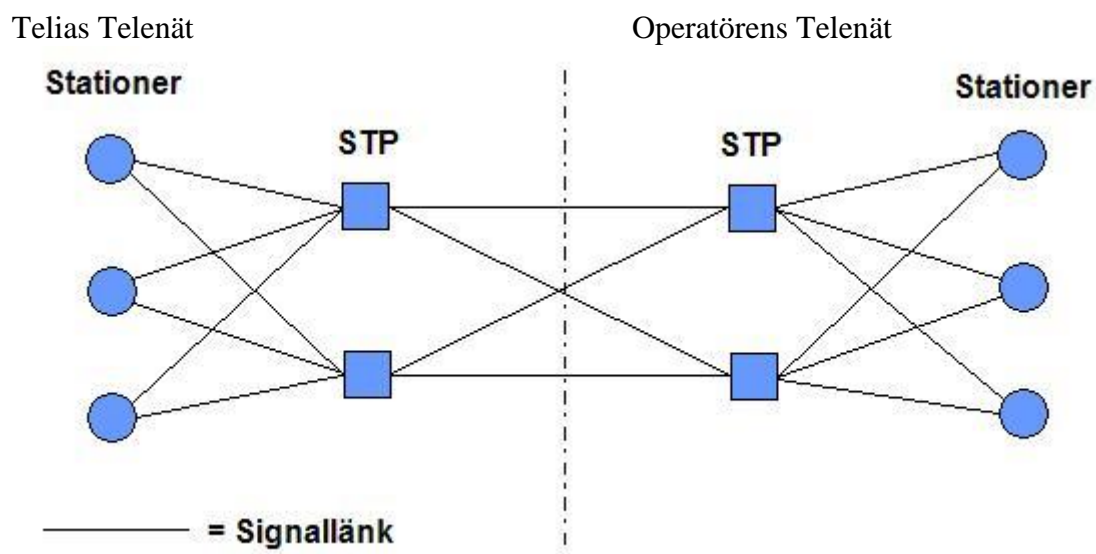 Telias Telenät
Operatörens Telenät
Stationer
Stationer
STP
STP
= Signallänk